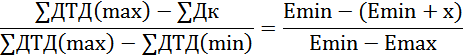 (∑ДТД(max) − ∑Дк) / (∑ДТД(max) − ∑ДТД(min)) = (Emin − (Emin + x)) / (Emin − Emax)